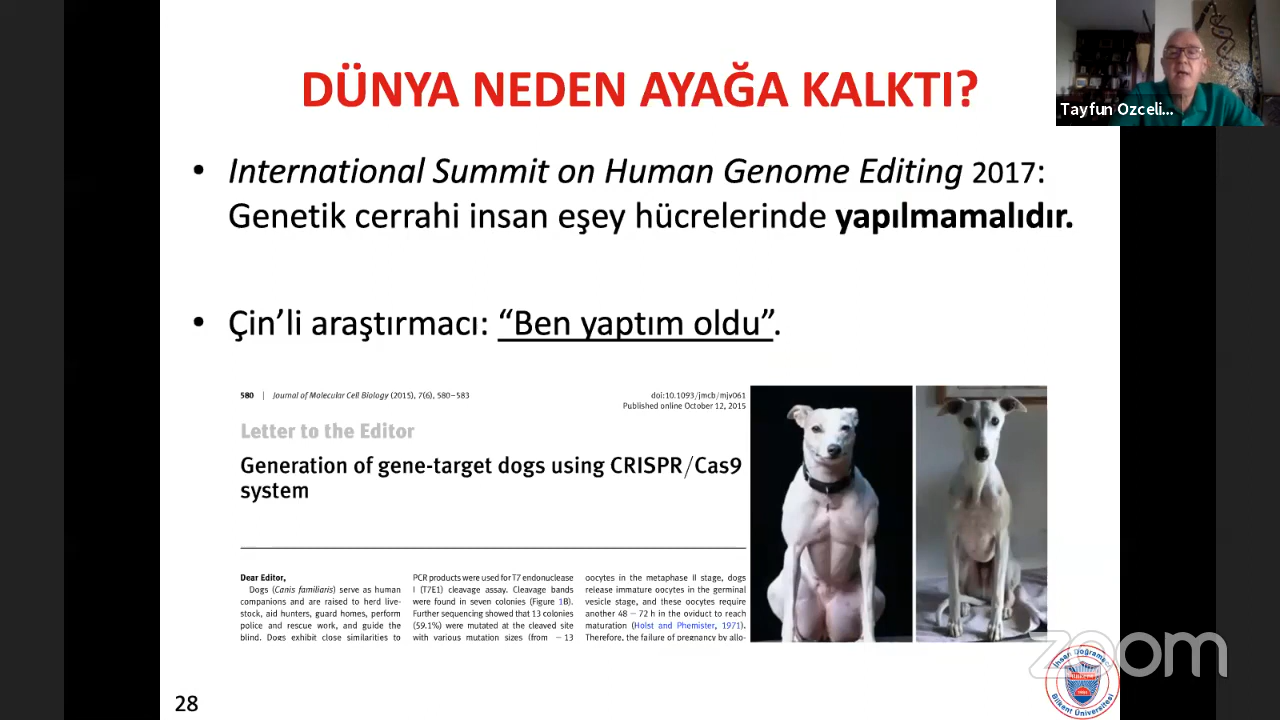 DÜNYA NEDEN AYAĞA KALKTI?
Tayfun Ozceli...
• International Summit on Human Genome Editing 2017:
Genetik cerrahi insan eşey hücrelerinde yapılmamalıdır.
• Çin’li araştırmacı: “Ben yaptım oldu”.
580 | Journal of Molecular Cell Biology (2015), 7(6), 580–583
doi:10.1093/jmcb/mjv061
Published online October 12, 2015
Letter to the Editor
Generation of gene-target dogs using CRISPR/Cas9
system
Dear Editor,
Dogs (Canis familiaris) serve as human
companions and are raised to herd live-
stock, aid hunters, guard homes, perform
police and rescue work, and guide the
blind. Dogs exhibit close similarities to
PCR products were used for T7 endonuclease
I (T7E1) cleavage assay. Cleavage bands
were found in seven colonies (Figure 1B).
Further sequencing showed that 13 colonies
(59.1%) were mutated at the cleaved site
with various mutation sizes (from −13
oocytes in the metaphase II stage, dogs
release immature oocytes in the germinal
vesicle stage, and these oocytes require
another 48 – 72 h in the oviduct to reach
maturation (Holst and Phemister, 1971).
Therefore, the failure of pregnancy by allo-
zoom
İhsan Doğramacı
Bilkent Üniversitesi
28